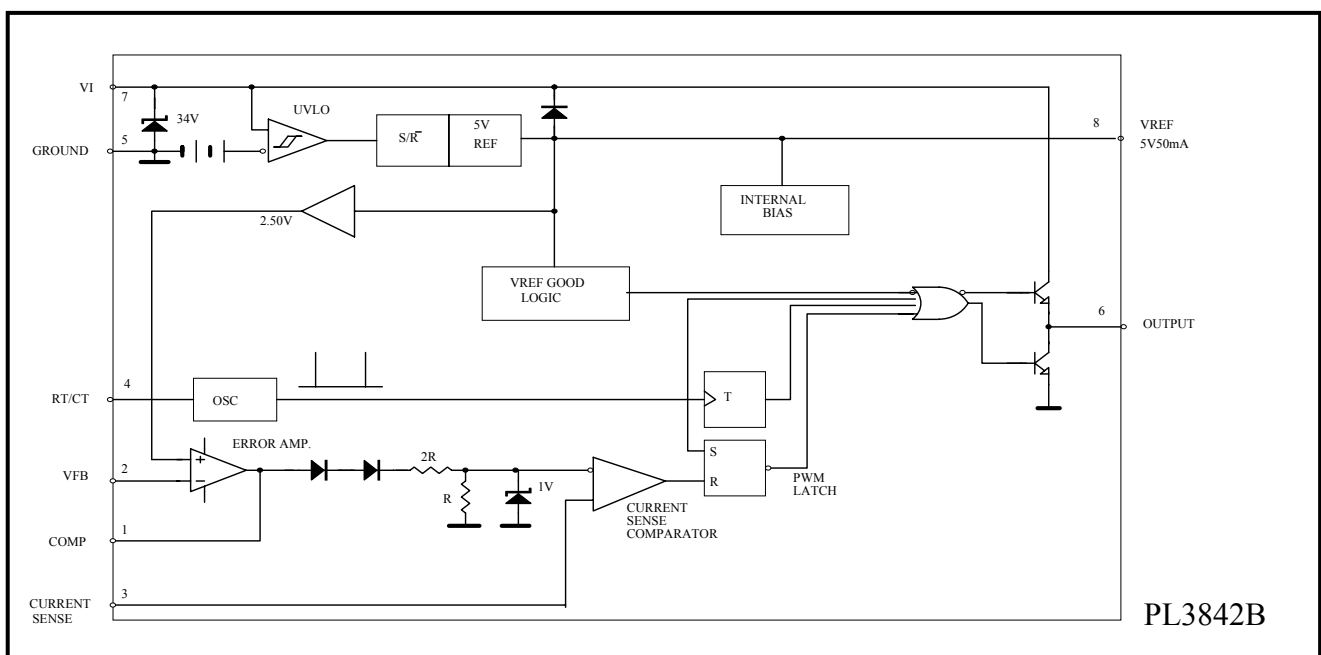 VI
7
34V
UVLO
5
GROUND
S/R
5V
REF
8
VREF
5V50mA
INTERNAL
BIAS
2.50V
VREF GOOD
LOGIC
6
OUTPUT
4
RT/CT
OSC
T
ERROR AMP.
2
VFB
+
−
2R
R
1V
S
R
PWM
LATCH
CURRENT
SENSE
COMPARATOR
1
COMP
3
CURRENT
SENSE
PL3842B